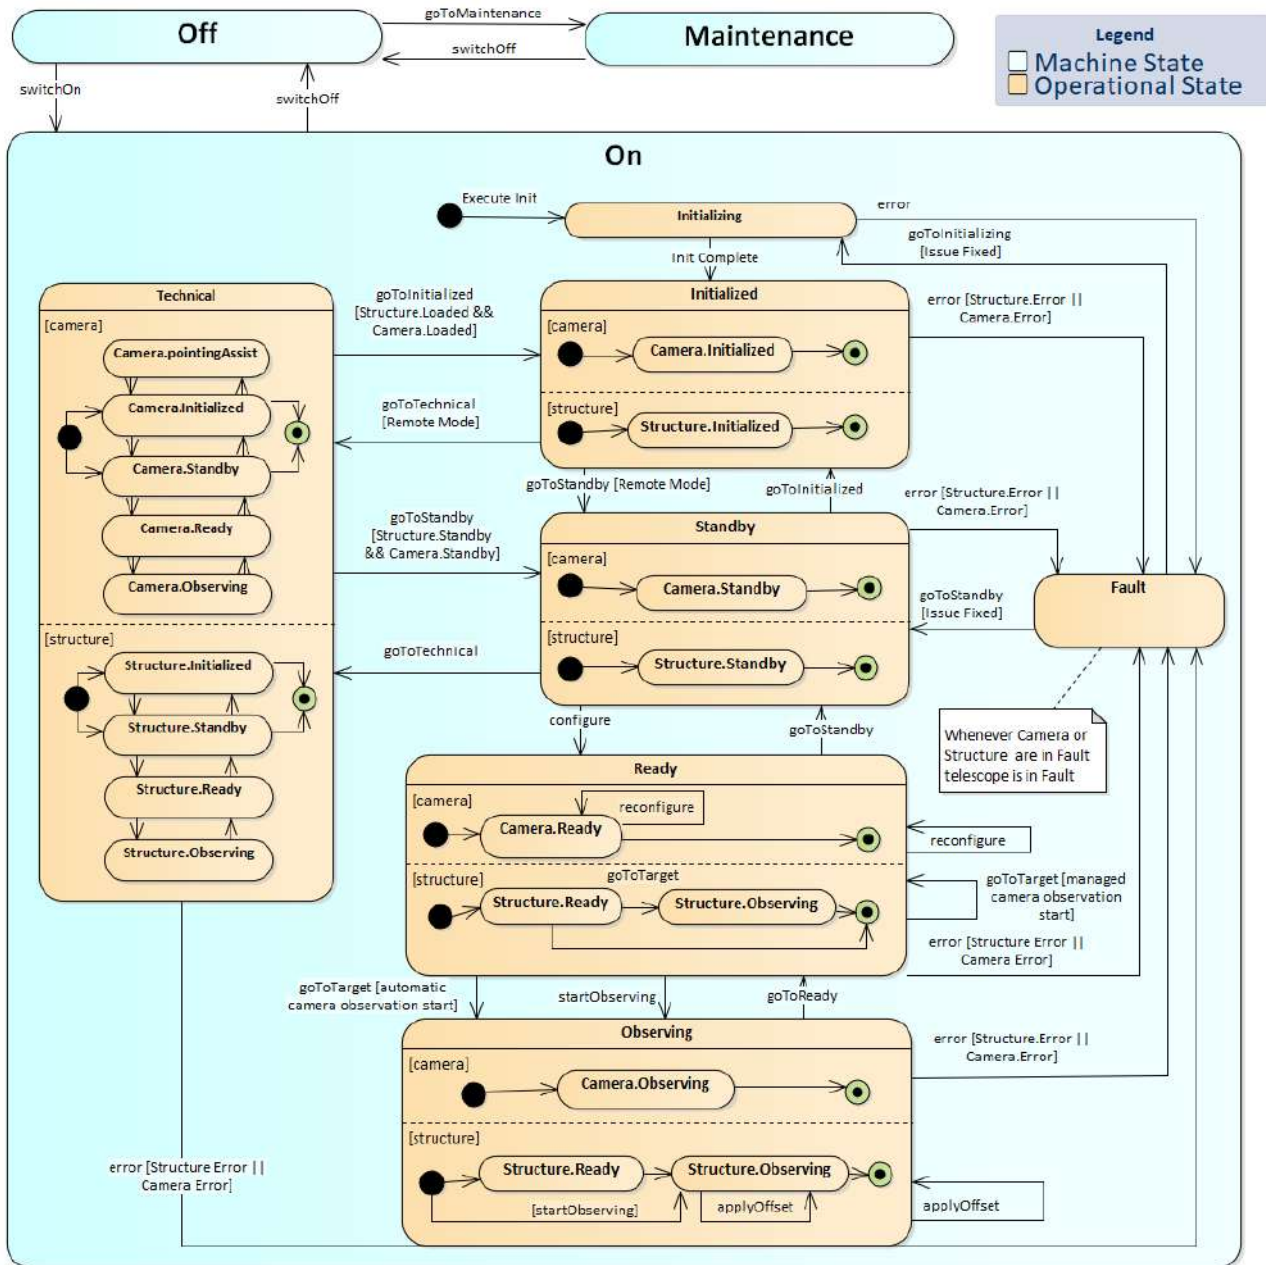 Off
goToMaintenance
Maintenance
switchOff
Legend
Machine State
Operational State
switchOn
switchOff
On
Execute Init
Initializing
error
goToInitializing
[Issue Fixed]
Init Complete
Technical
[camera]
Camera.pointingAssist
Camera.Initialized
Camera.Standby
Camera.Ready
Camera.Observing
[structure]
Structure.Initialized
Structure.Standby
Structure.Ready
Structure.Observing
goToInitialized
[Structure.Loaded &&
Camera.Loaded]
goToTechnical
[Remote Mode]
Initialized
[camera]
Camera.Initialized
[structure]
Structure.Initialized
error [Structure.Error ||
Camera.Error]
goToStandby [Remote Mode]
goToInitialized
error [Structure.Error ||
Camera.Error]
goToStandby
[Structure.Standby
&& Camera.Standby]
Standby
[camera]
Camera.Standby
[structure]
Structure.Standby
goToTechnical
Fault
goToStandby
[Issue Fixed]
configure
goToStandby
Whenever Camera or
Structure are in Fault
telescope is in Fault
Ready
[camera]
reconfigure
Camera.Ready
reconfigure
[structure]
goToTarget
Structure.Ready
Structure.Observing
goToTarget [managed
camera observation
start]
error [Structure Error ||
Camera Error]
goToTarget [automatic
camera observation start]
startObserving
goToReady
Observing
[camera]
Camera.Observing
error [Structure.Error ||
Camera.Error]
[structure]
Structure.Ready
Structure.Observing
[startObserving]
applyOffset
applyOffset
error [Structure Error ||
Camera Error]